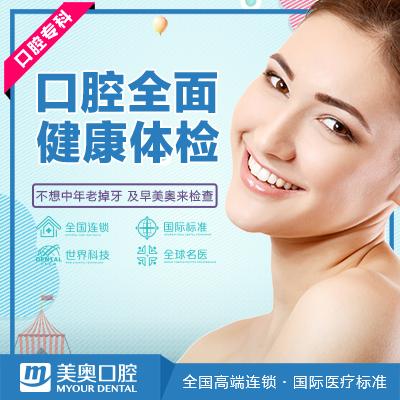 口腔专科
口腔全面
健康体检
不想中年老掉牙 及早美奥来检查
全国连锁
国际标准
DENTAL
世界科技
全球名医
美奥口腔
MYOUR DENTAL
全国高端连锁·国际医疗标准